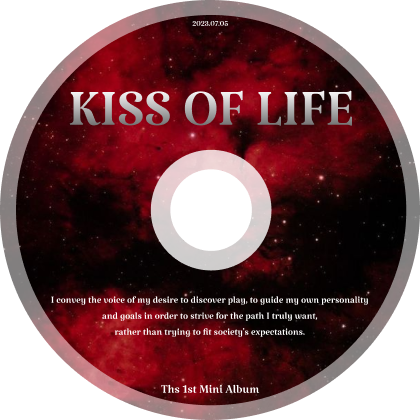 2023.07.05
KISS OF LIFE
I convey the voice of my desire to discover play, to guide my own personality
and goals in order to strive for the path I truly want,
rather than trying to fit society's expectations.
Ths 1st Mini Album